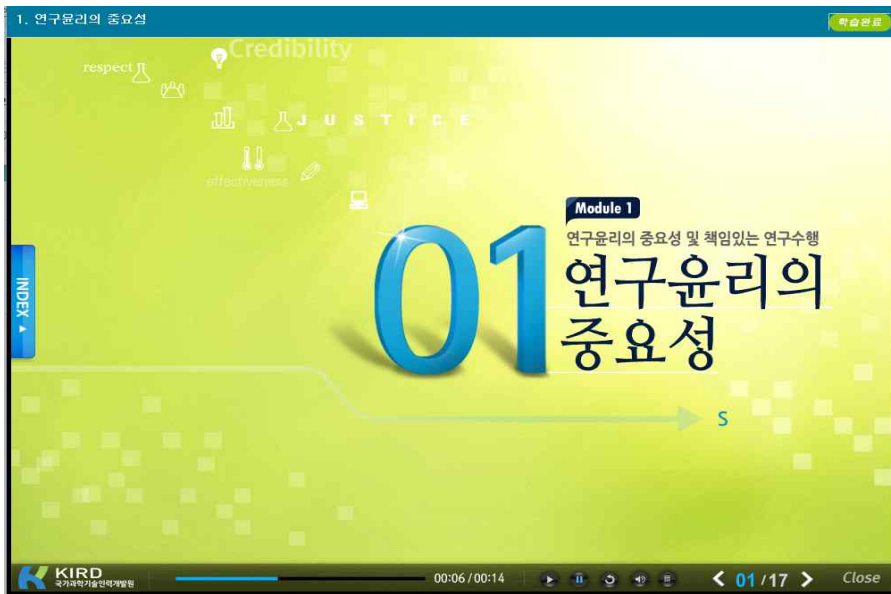 1. 연구윤리의 중요성
학습완료
Credibility
respect
JUSTICE
effectiveness
Module 1
연구윤리의 중요성 및 책임있는 연구수행
01 연구윤리의
중요성
INDEX ▲
S
KIRD
국가과학기술인력개발원
00:06 / 00:14
01 / 17
Close